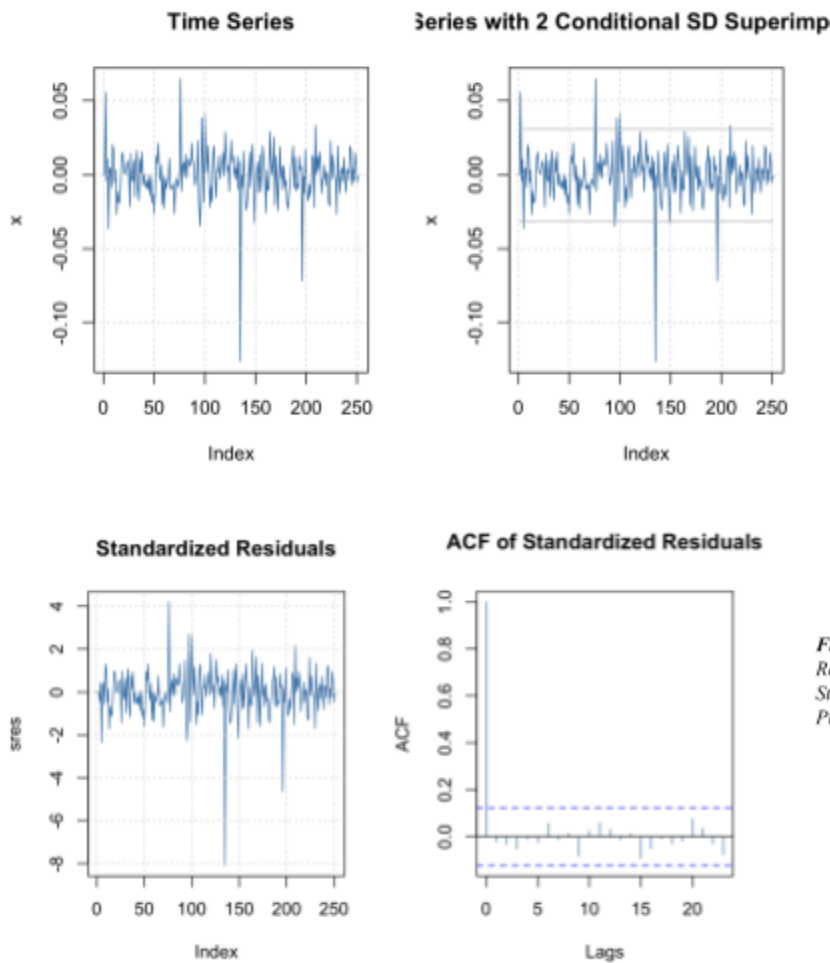 Time Series
Series with 2 Conditional SD Superimp
x
0.05
0.00
-0.05
-0.10
0 50 100 150 200 250
Index
x
0.05
0.00
-0.05
-0.10
0 50 100 150 200 250
Index
Standardized Residuals
ACF of Standardized Residuals
sres
4
2
0
-2
-4
-6
-8
0 50 100 150 200 250
Index
ACF
1.0
0.8
0.6
0.4
0.2
0.0
0 5 10 15 20
Lags